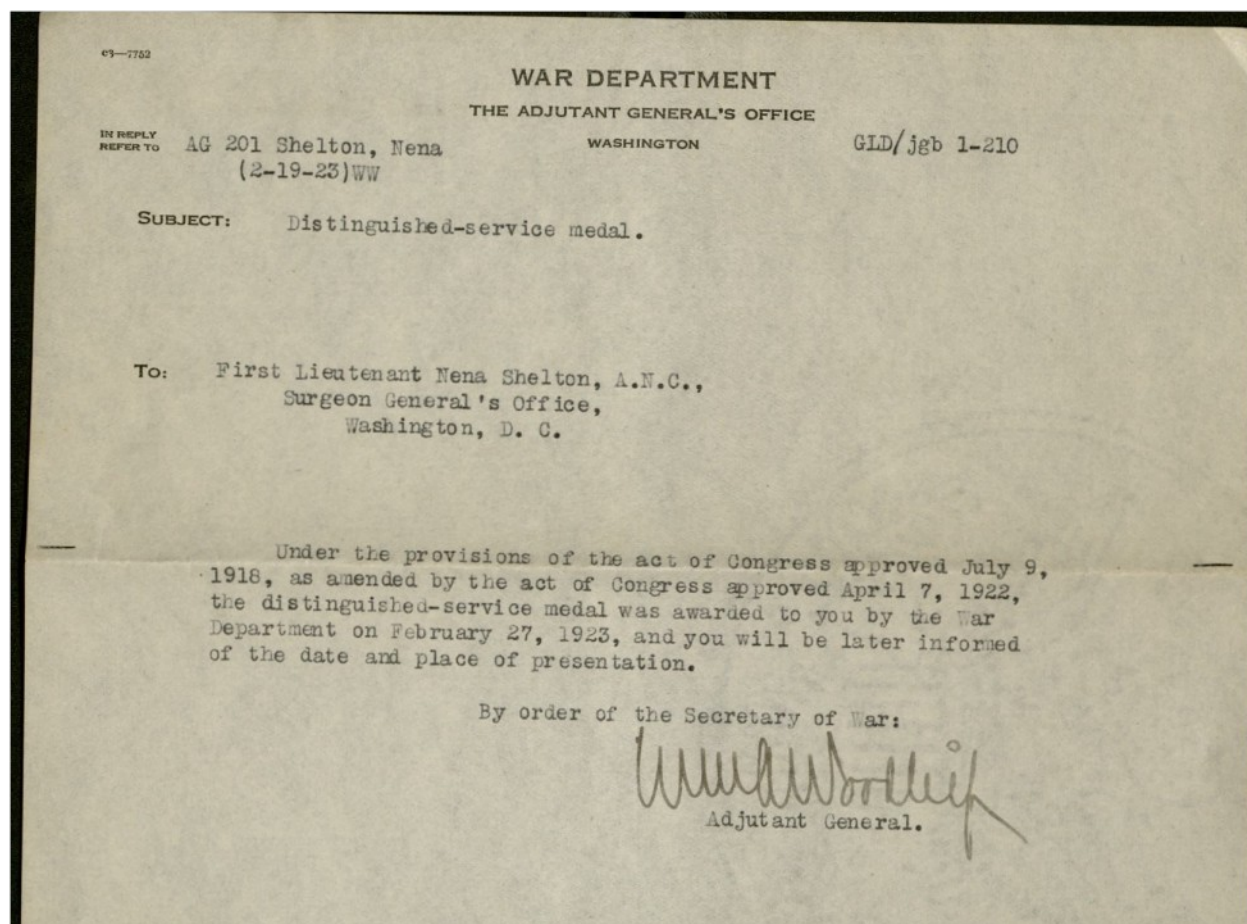 e3—7752
WAR DEPARTMENT
THE ADJUTANT GENERAL'S OFFICE
WASHINGTON
IN REPLY
REFER TO AG 201 Shelton, Nena
(2-19-23)WW
GLD/jgb 1-210
SUBJECT: Distinguished-service medal.
To: First Lieutenant Nena Shelton, A.N.C.,
Surgeon General's Office,
Washington, D. C.
Under the provisions of the act of Congress approved July 9,
1918, as amended by the act of Congress approved April 7, 1922,
the distinguished-service medal was awarded to you by the War
Department on February 27, 1923, and you will be later informed
of the date and place of presentation.
By order of the Secretary of War:
Adjutant General.